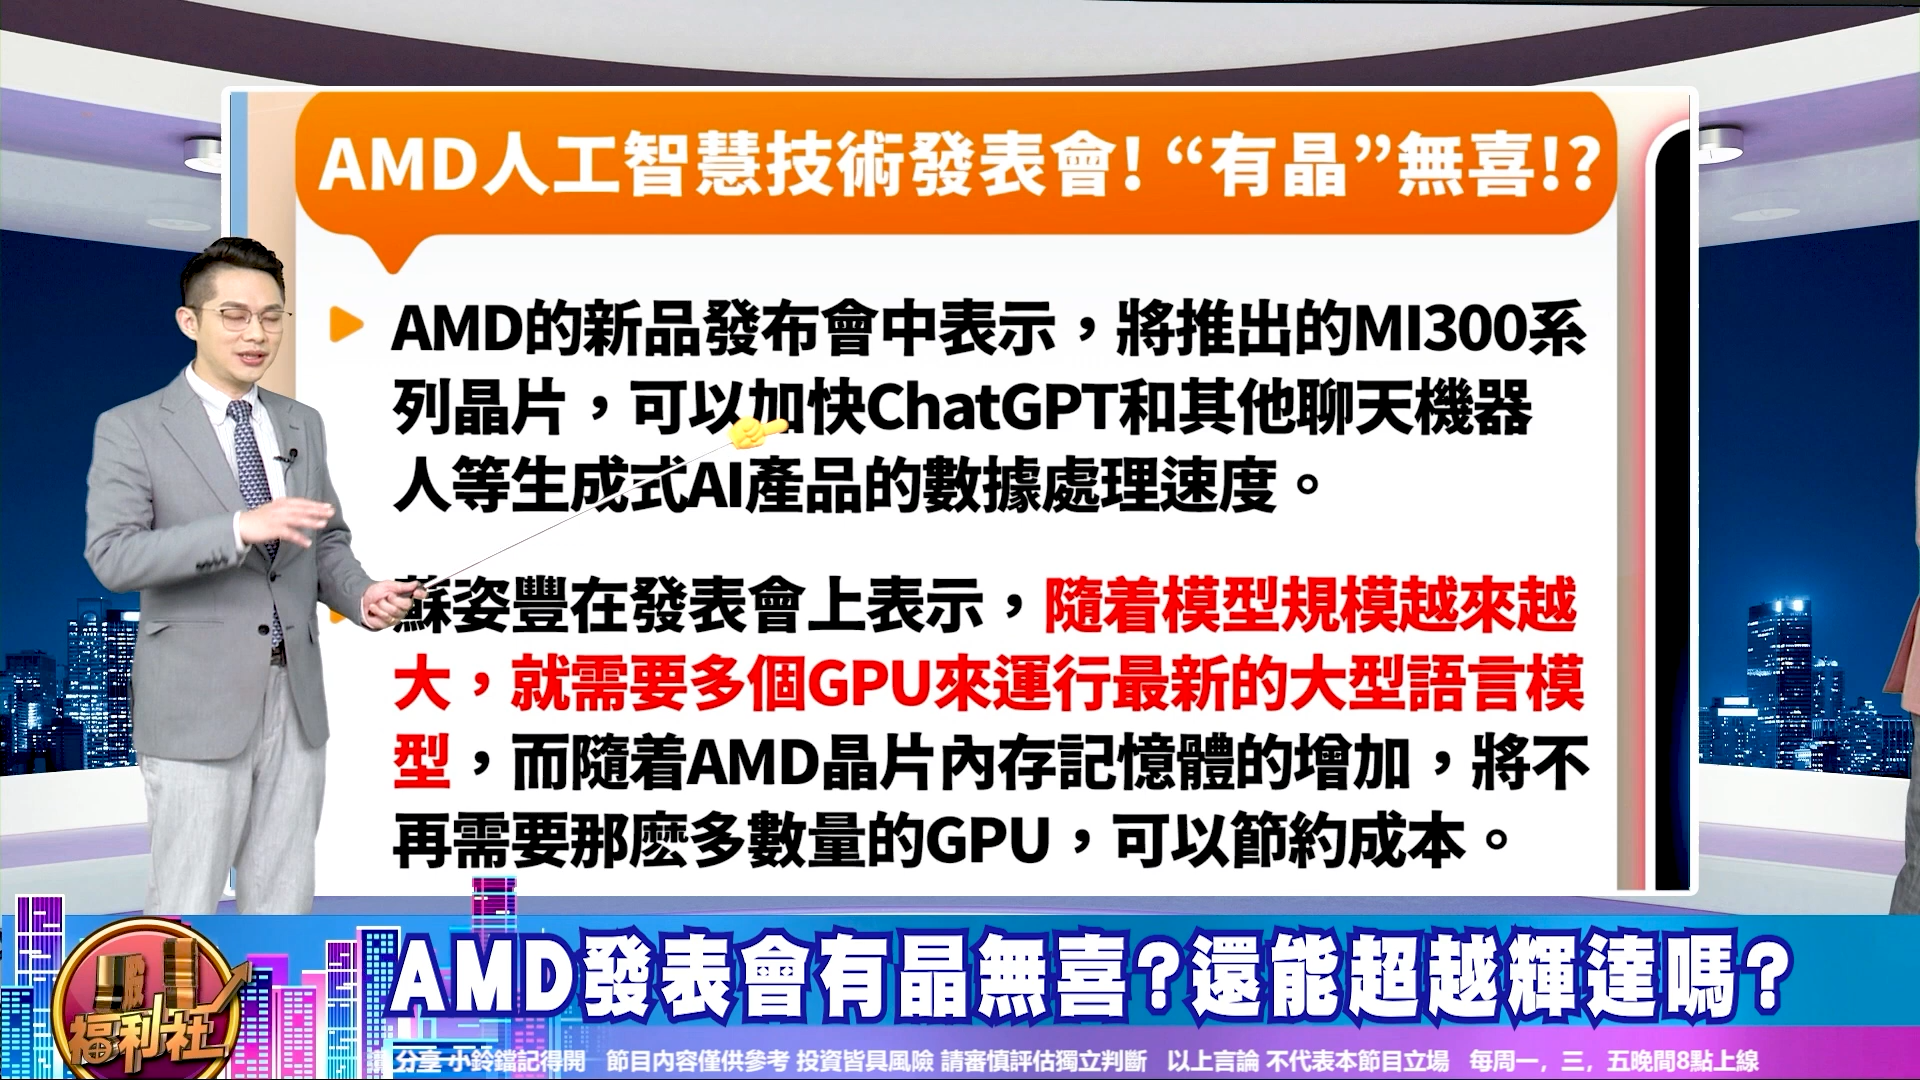 AMD人工智慧技術發表會! “有晶”無喜!?
AMD的新品發布會中表示，將推出的MI300系
列晶片，可以加快ChatGPT和其他聊天機器
人等生成式AI產品的數據處理速度。
蘇姿豐在發表會上表示，隨着模型規模越來越
大，就需要多個GPU來運行最新的大型語言模
型，而隨着AMD晶片內存記憶體的增加，將不
再需要那麽多數量的GPU，可以節約成本。
AMD發表會有晶無喜?還能超越輝達嗎?
股
福利社
分享 小鈴鐺記得開 節目內容僅供參考 投資皆具風險 請審慎評估獨立判斷 以上言論 不代表本節目立場 每周一，三，五晚間8點上線